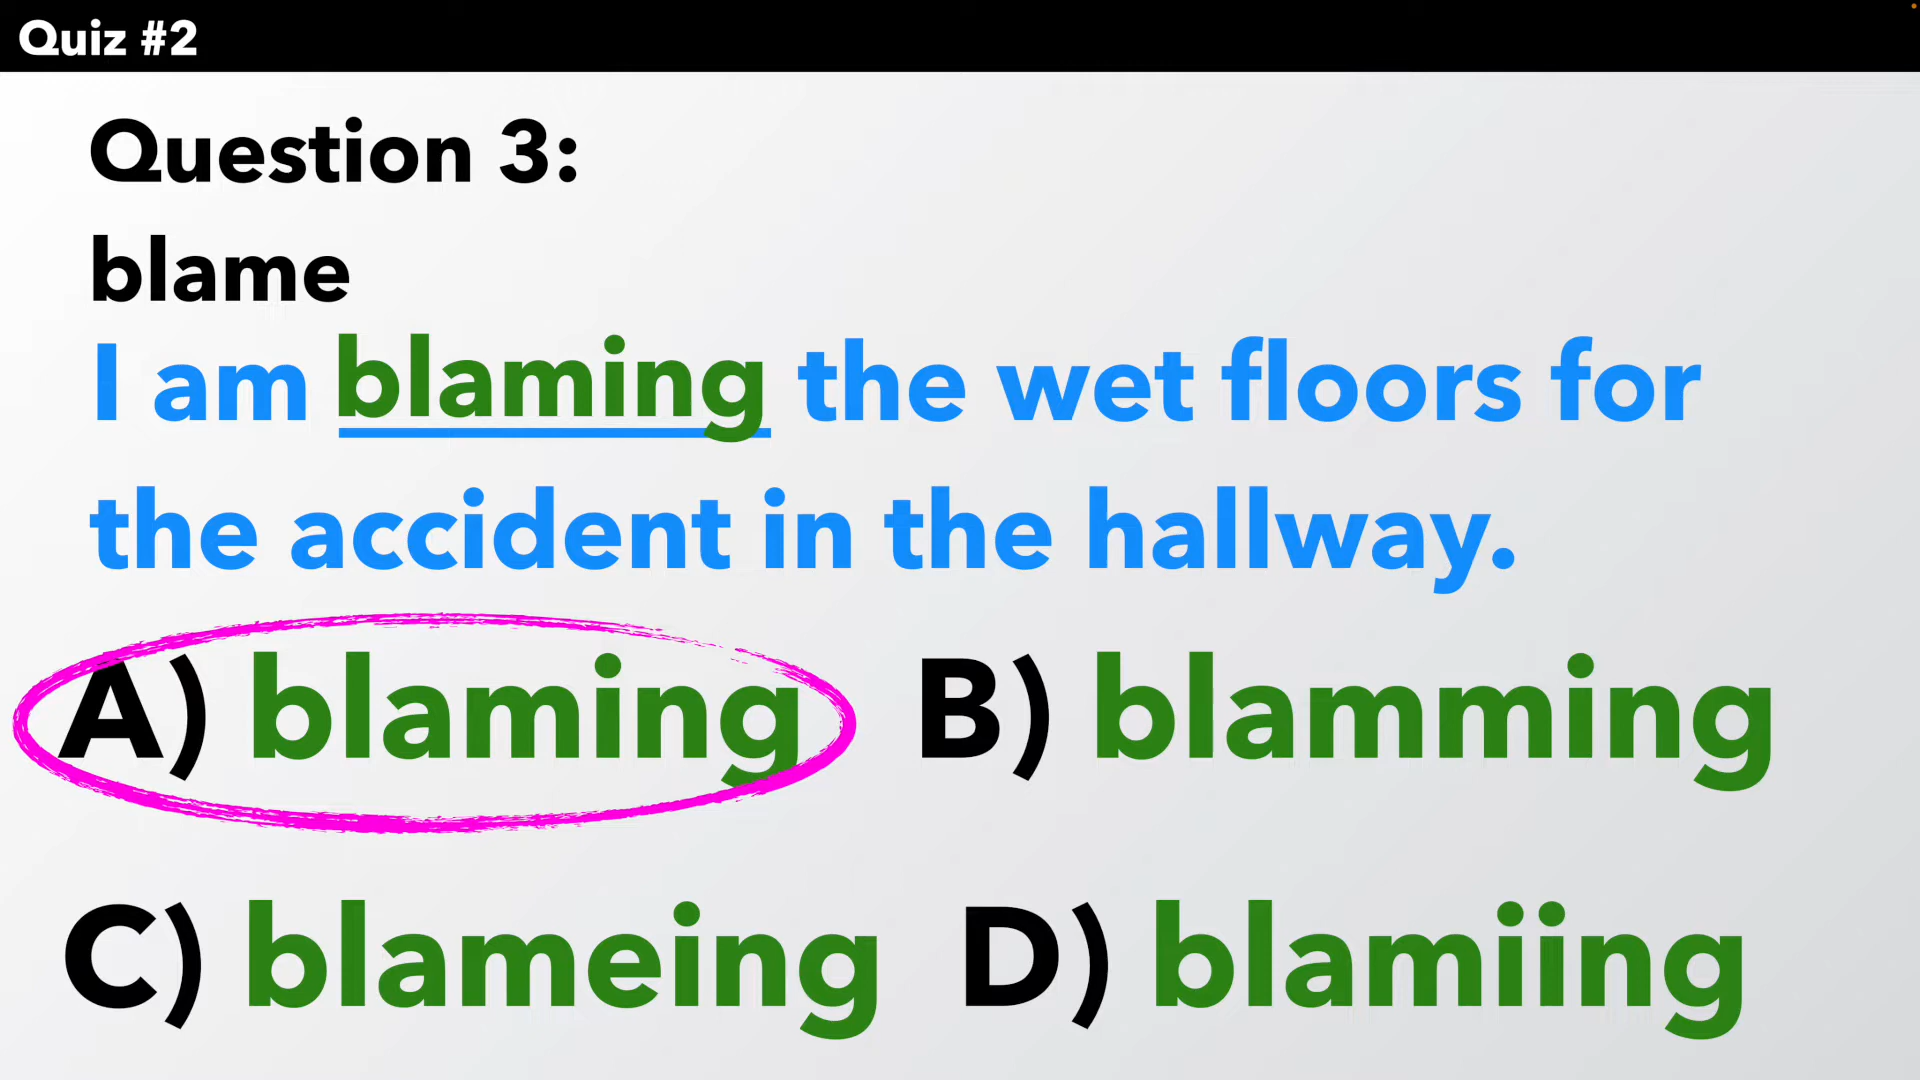 Quiz #2
Question 3:
blame
I am blaming the wet floors for
the accident in the hallway.
A) blaming B) blamming
C) blameing D) blamiing